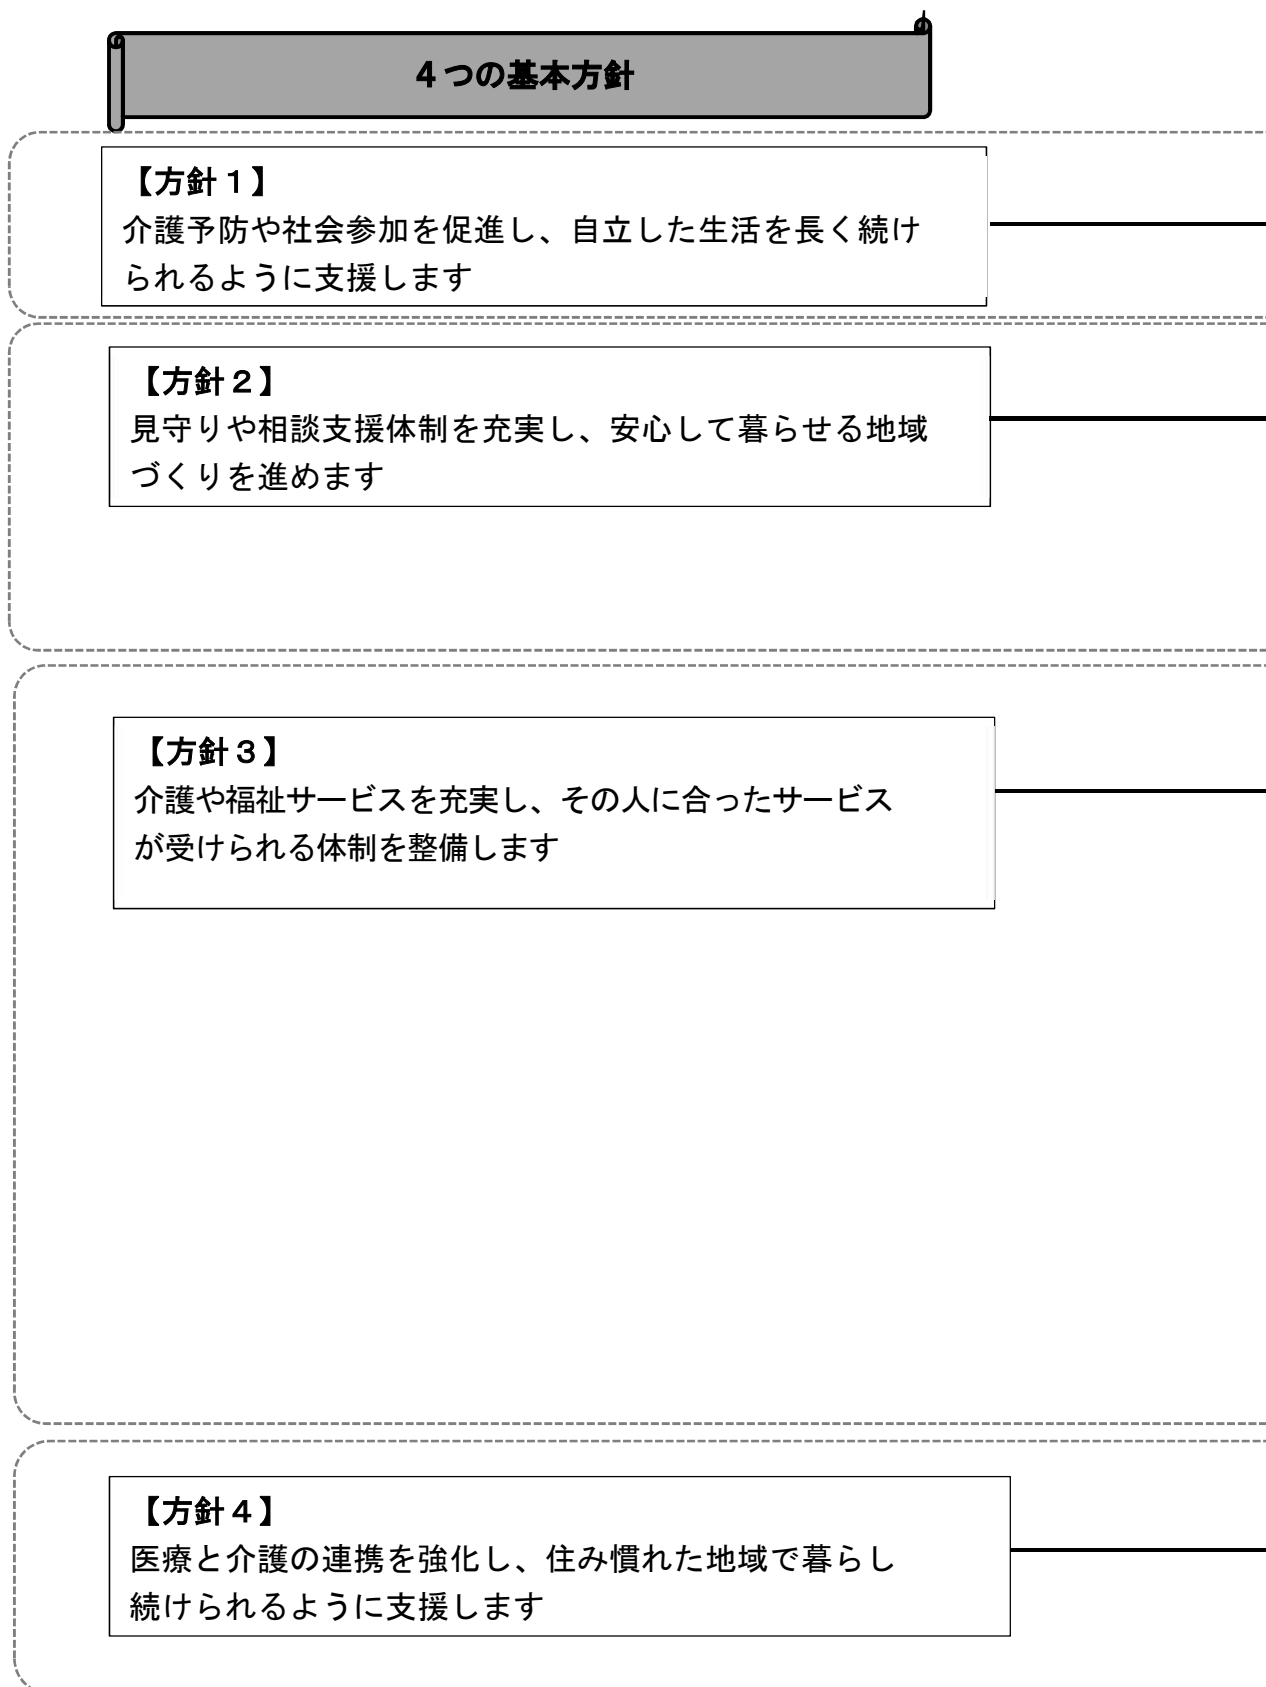 ４つの基本方針
【方針１】
介護予防や社会参加を促進し、自立した生活を長く続け
られるように支援します
【方針２】
見守りや相談支援体制を充実し、安心して暮らせる地域
づくりを進めます
【方針３】
介護や福祉サービスを充実し、その人に合ったサービス
が受けられる体制を整備します
【方針４】
医療と介護の連携を強化し、住み慣れた地域で暮らし
続けられるように支援します